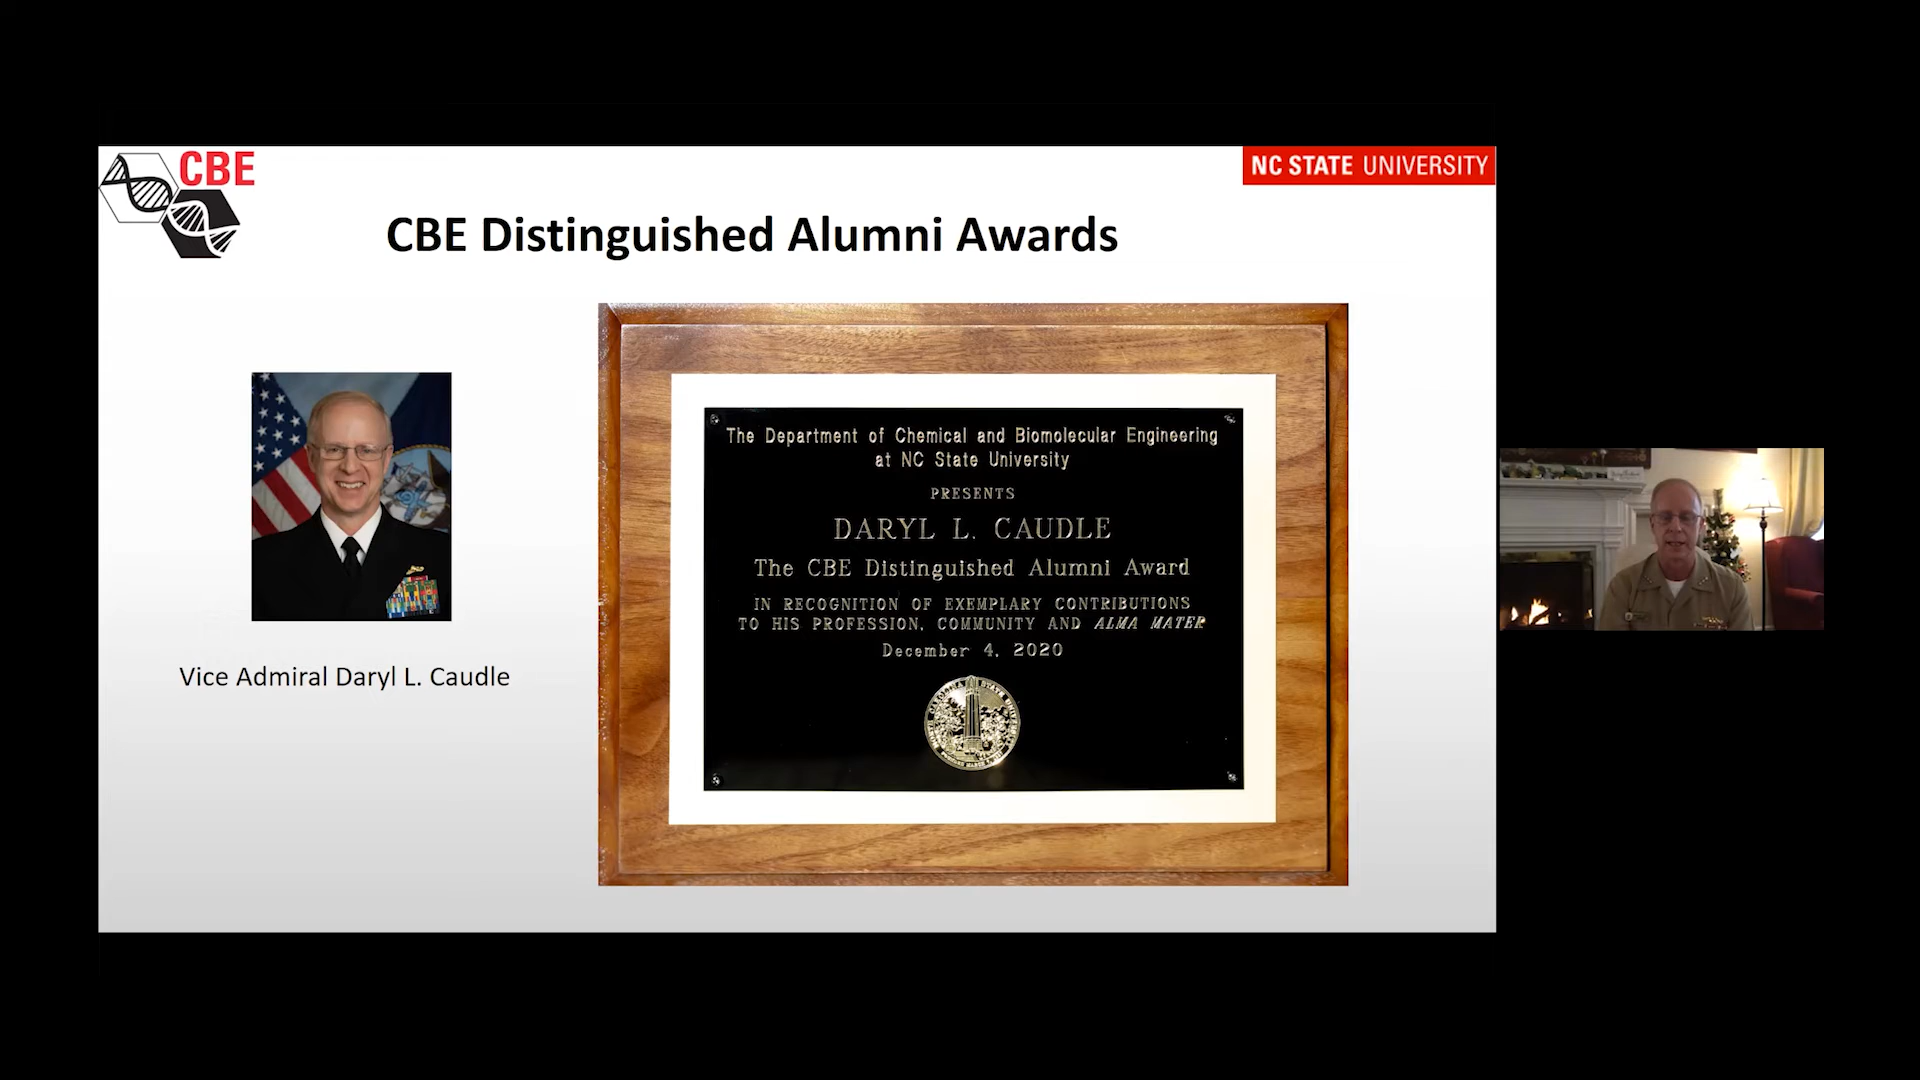 CBE
NC STATE UNIVERSITY
CBE Distinguished Alumni Awards
The Department of Chemical and Biomolecular Engineering
at NC State University
PRESENTS
DARYL L. CAUDLE
The CBE Distinguished Alumni Award
IN RECOGNITION OF EXEMPLARY CONTRIBUTIONS
TO HIS PROFESSION, COMMUNITY AND ALMA MATER
December 4, 2020
Vice Admiral Daryl L. Caudle